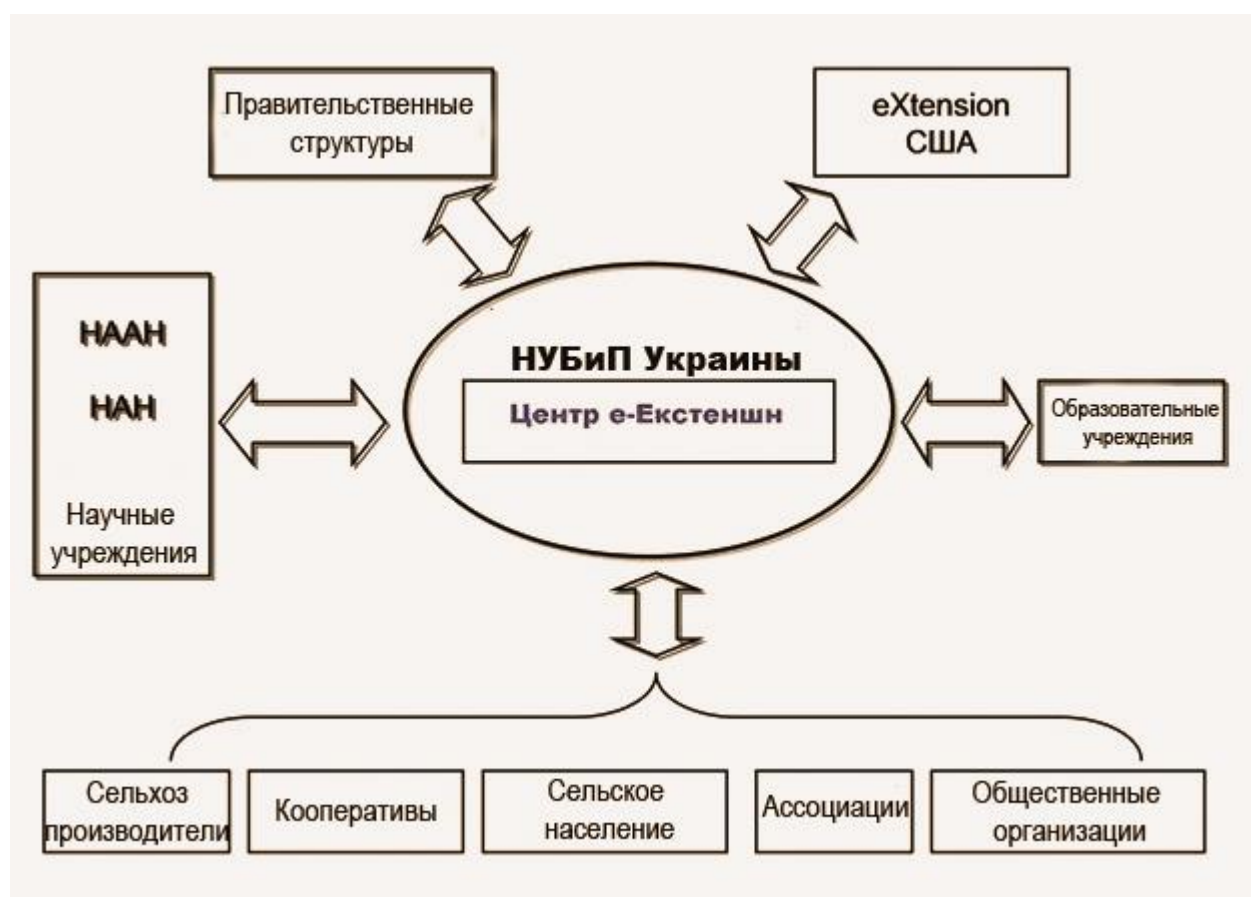 Правительственные
структуры
eXtension
США
НААН
НАН
Научные
учреждения
НУБиП Украины
Центр е-Екстеншн
Образовательные
учреждения
Сельхоз
производители
Кооперативы
Сельское
население
Ассоциации
Общественные
организации